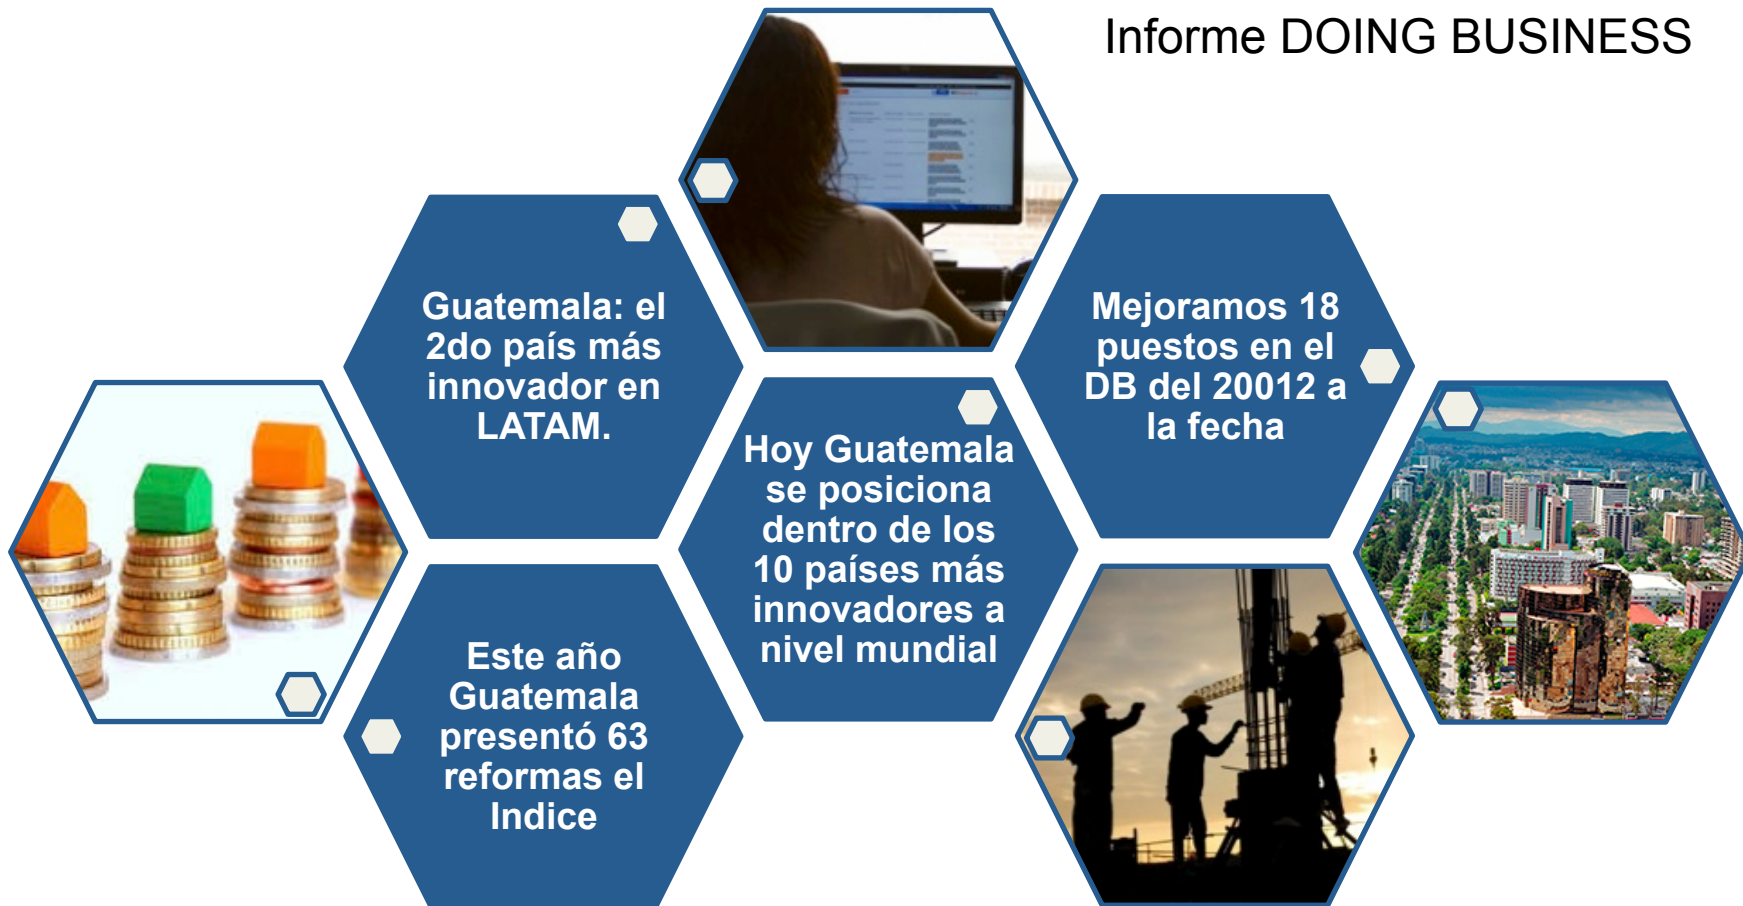 Informe DOING BUSINESS
Guatemala: el
2do país más
innovador en
LATAM.
Mejoramos 18
puestos en el
DB del 20012 a
la fecha
Hoy Guatemala
se posiciona
dentro de los
10 países más
innovadores a
nivel mundial
Este año
Guatemala
presentó 63
reformas el
Indice